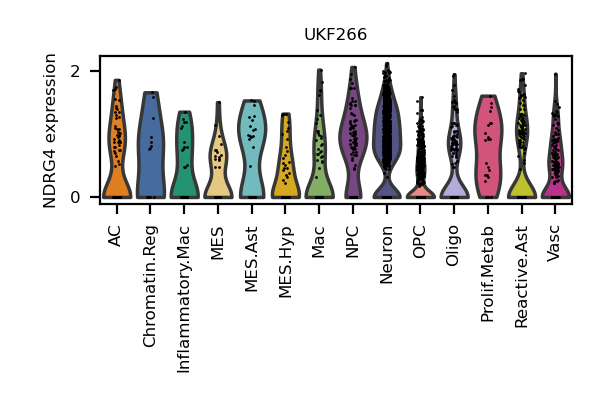 UKF266
NDRG4 expression
2
0
AC
Chromatin.Reg
Inflammatory.Mac
MES
MES.Ast
MES.Hyp
Mac
NPC
Neuron
OPC
Oligo
Prolif.Metab
Reactive.Ast
Vasc